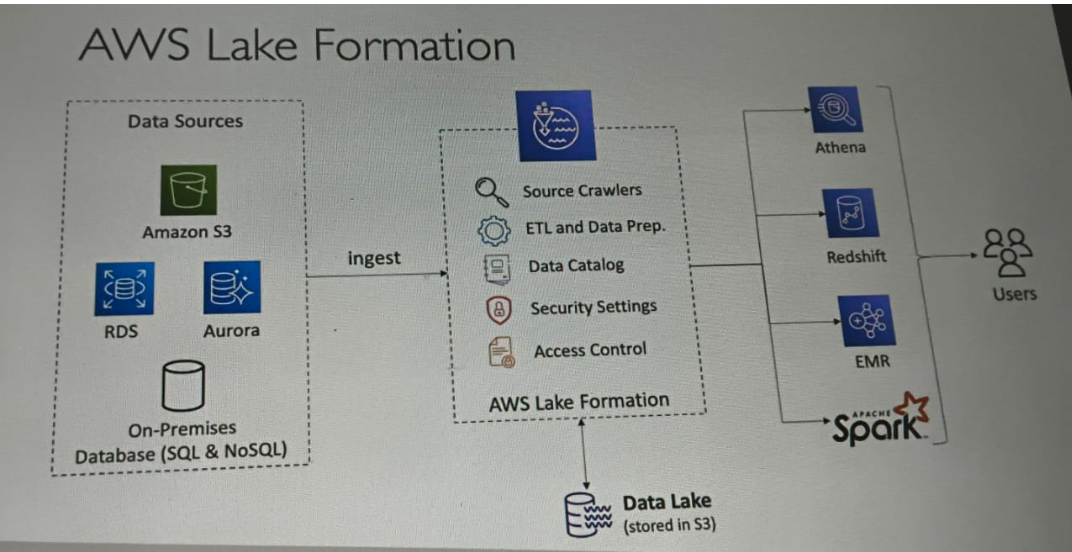 AWS Lake Formation
Data Sources
Amazon S3
RDS
Aurora
On-Premises
Database (SQL & NoSQL)
ingest
Source Crawlers
ETL and Data Prep.
Data Catalog
Security Settings
Access Control
AWS Lake Formation
Data Lake
(stored in S3)
Athena
Redshift
EMR
APACHE
Spark
Users